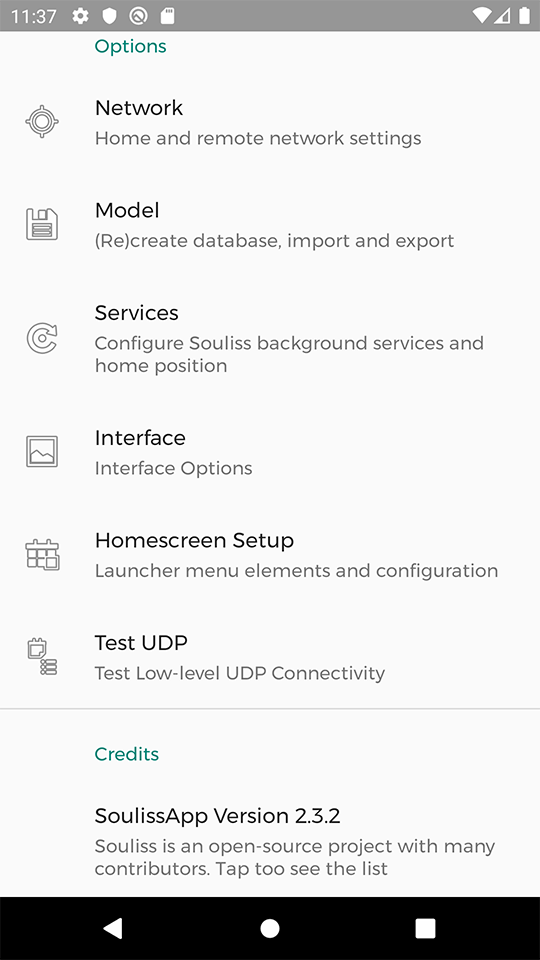 11:37
Options
Network
Home and remote network settings
Model
(Re)create database, import and export
Services
Configure Souliss background services and
home position
Interface
Interface Options
Homescreen Setup
Launcher menu elements and configuration
Test UDP
Test Low-level UDP Connectivity
Credits
SoulissApp Version 2.3.2
Souliss is an open-source project with many
contributors. Tap too see the list